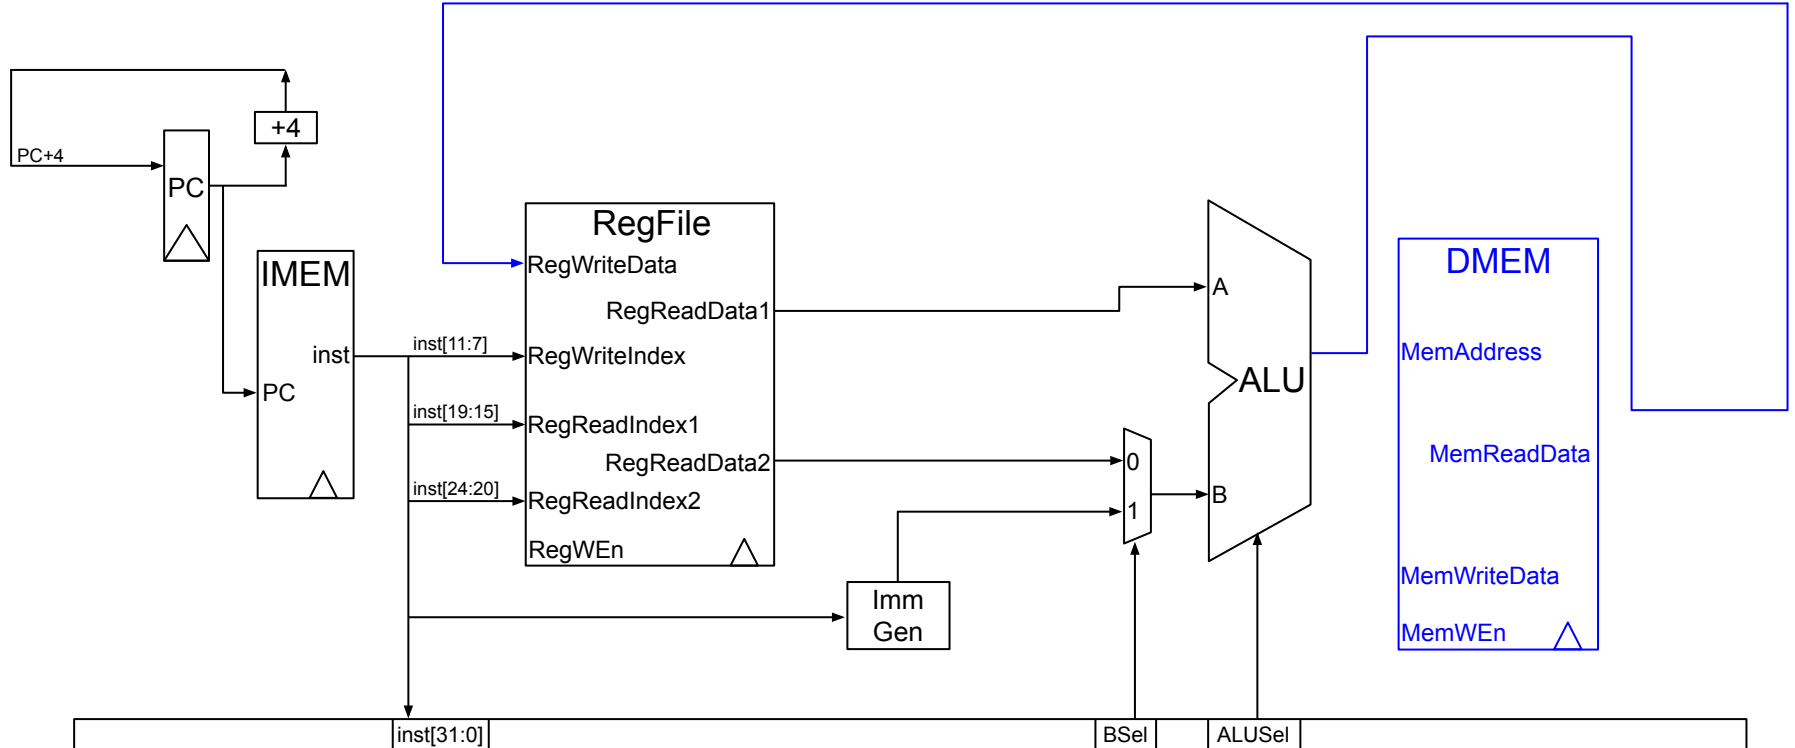 +4
PC+4
PC
IMEM
inst
PC
inst[11:7]
inst[19:15]
inst[24:20]
RegFile
RegWriteData
RegReadData1
RegWriteIndex
RegReadIndex1
RegReadData2
RegReadIndex2
RegWEn
Imm
Gen
0
1
A
ALU
B
DMEM
MemAddress
MemReadData
MemWriteData
MemWEn
inst[31:0]
BSel
ALUSel